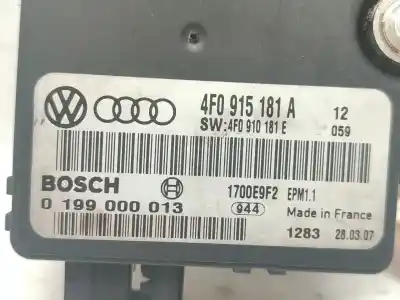 4F0 915 181 A 12
SW:4F0 910 181 E 059
BOSCH 1700E9F2 EPM1.1
0 199 000 013 944 Made in France
1283 28.03.07